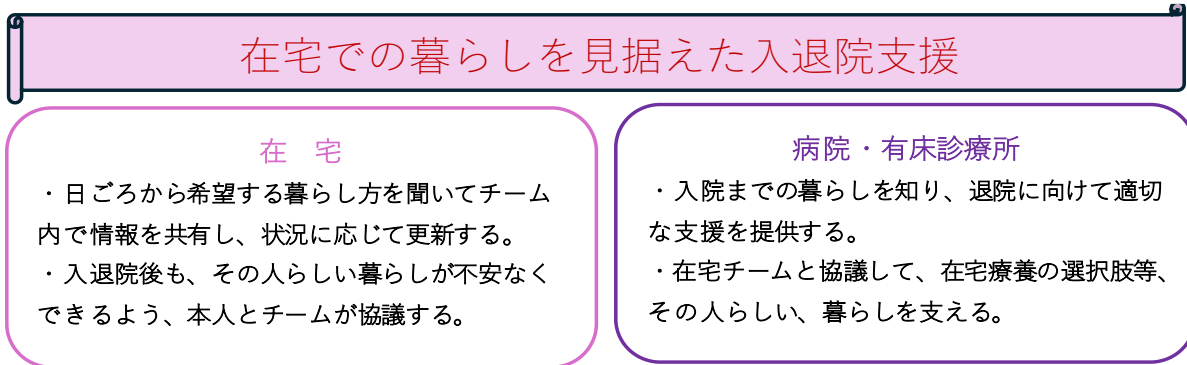 在宅での暮らしを見据えた入退院支援
在　宅
・日ごろから希望する暮らし方を聞いてチーム
内で情報を共有し、状況に応じて更新する。
・入退院後も、その人らしい暮らしが不安なく
できるよう、本人とチームが協議する。
病院・有床診療所
・入院までの暮らしを知り、退院に向けて適切
な支援を提供する。
・在宅チームと協議して、在宅療養の選択肢等、
その人らしい、暮らしを支える。